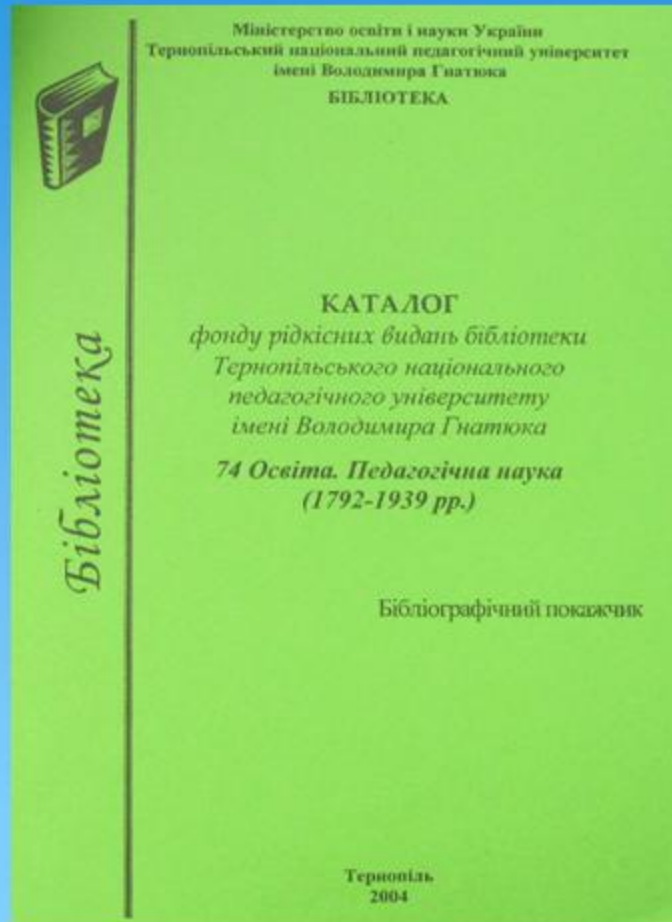 Міністерство освіти і науки України
Тернопільський національний педагогічний університет
імені Володимира Гнатюка
БІБЛІОТЕКА
Бібліотека
КАТАЛОГ
фонду рідкісних видань бібліотеки
Тернопільського національного
педагогічного університету
імені Володимира Гнатюка
74 Освіта. Педагогічна наука
(1792-1939 рр.)
Бібліографічний покажчик
Тернопіль
2004